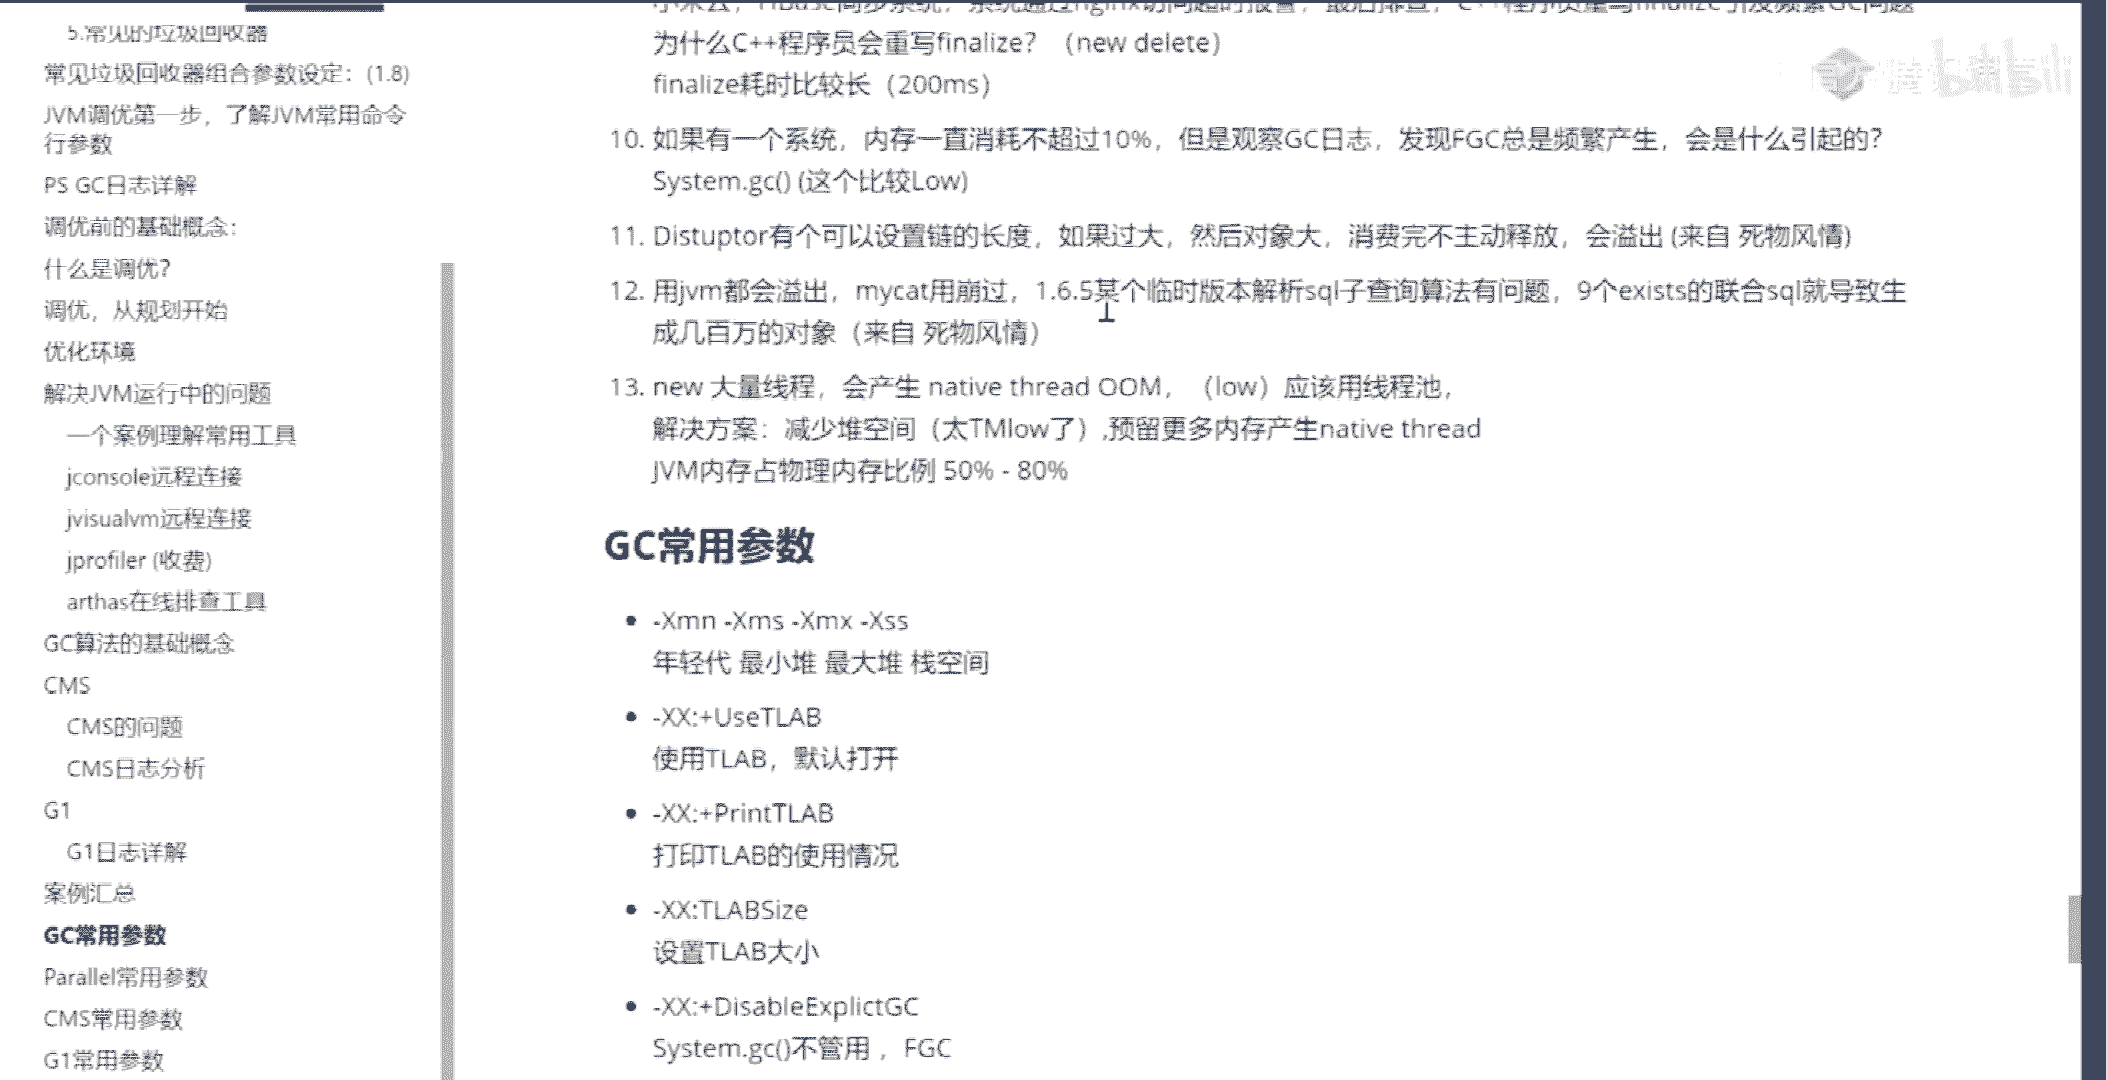 5.常见的垃圾回收器
常见垃圾回收器组合参数设定：(1.8)
JVM调优第一步，了解JVM常用命令
行参数
PS GC日志详解
调优前的基础概念：
什么是调优？
调优，从规划开始
优化环境
解决JVM运行中的问题
一个案例理解常用工具
jconsole远程连接
jvisualvm远程连接
jprofiler (收费)
arthas在线排查工具
GC算法的基础概念
CMS
CMS的问题
CMS日志分析
G1
G1日志详解
案例汇总
GC常用参数
Parallel常用参数
CMS常用参数
G1常用参数
为什么C++程序员会重写finalize？（new delete）
finalize耗时比较长（200ms）
10. 如果有一个系统，内存一直消耗不超过10%，但是观察GC日志，发现FGC总是频繁产生，会是什么引起的？
System.gc() (这个比较Low)
11. Distuptor有个可以设置链的长度，如果过大，然后对象大，消费完不主动释放，会溢出 (来自 死物风情)
12. 用jvm都会溢出，mycat用崩过，1.6.5某个临时版本解析sql子查询算法有问题，9个exists的联合sql就导致生
成几百万的对象（来自 死物风情）
13. new 大量线程，会产生 native thread OOM，（low）应该用线程池，
解决方案：减少堆空间（太TMlow了）,预留更多内存产生native thread
JVM内存占物理内存比例 50% - 80%
GC常用参数
• -Xmn -Xms -Xmx -Xss
年轻代 最小堆 最大堆 栈空间
• -XX:+UseTLAB
使用TLAB，默认打开
• -XX:+PrintTLAB
打印TLAB的使用情况
• -XX:TLABSize
设置TLAB大小
• -XX:+DisableExplictGC
System.gc()不管用 ，FGC